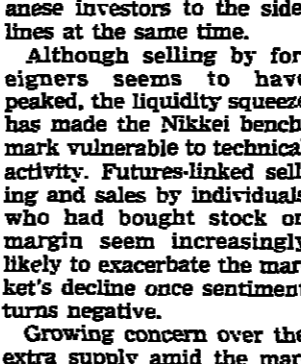 anese investors to the side
lines at the same time.
Although selling by for
eigners seems to have
peaked, the liquidity squeeze
has made the Nikkei bench
mark vulnerable to technical
activity. Futures-linked sell
ing and sales by individuals
who had bought stock on
margin seem increasingly
likely to exacerbate the mar
ket's decline once sentiment
turns negative.
Growing concern over the
extra supply amid the mar